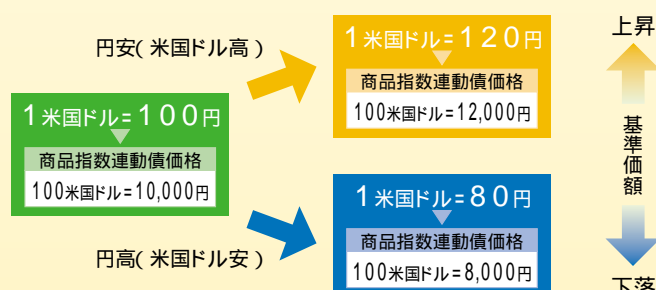 上昇
円安(米国ドル高)
1米国ドル=120円
商品指数連動債価格
100米国ドル=12,000円
1米国ドル=100円
商品指数連動債価格
100米国ドル=10,000円
基準価額
1米国ドル=80円
商品指数連動債価格
100米国ドル=8,000円
円高(米国ドル安)
下落